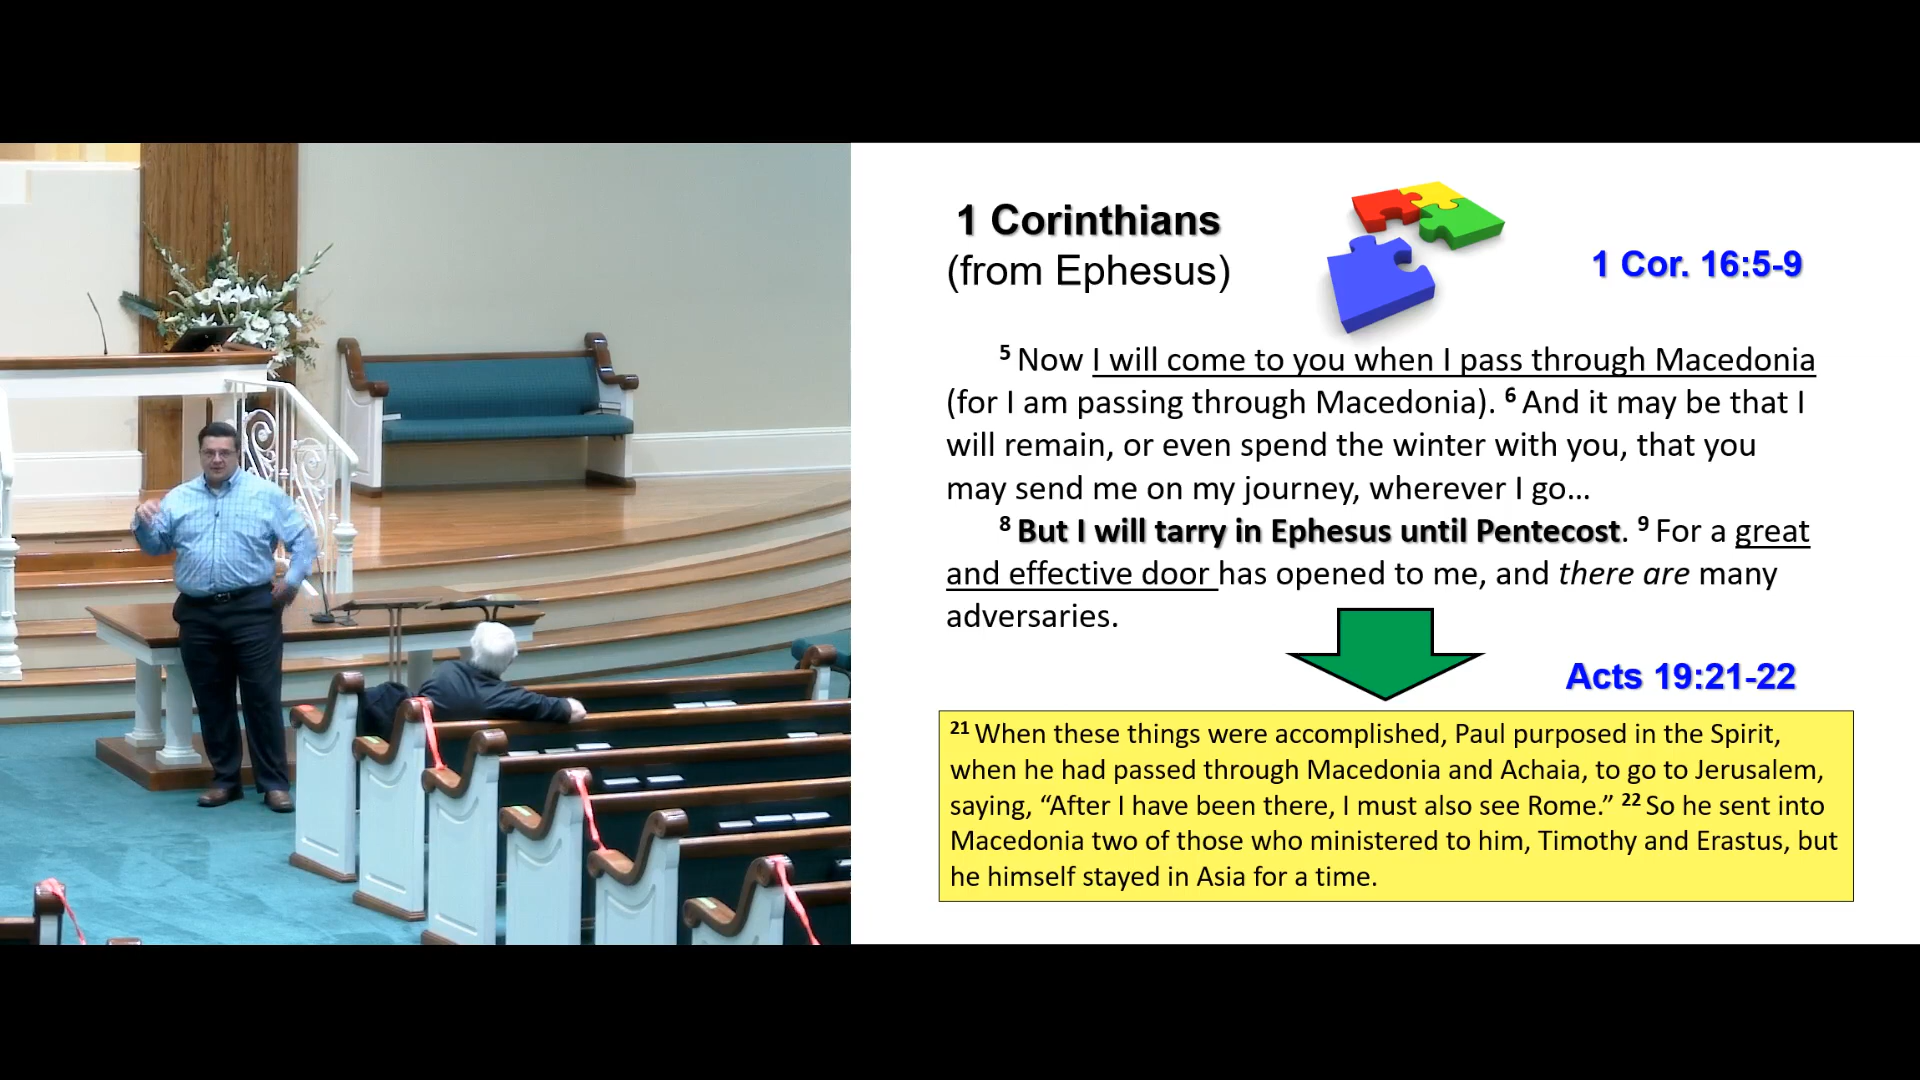 1 Corinthians
(from Ephesus)
1 Cor. 16:5-9
5 Now I will come to you when I pass through Macedonia
(for I am passing through Macedonia). 6 And it may be that I
will remain, or even spend the winter with you, that you
may send me on my journey, wherever I go…
8 But I will tarry in Ephesus until Pentecost. 9 For a great
and effective door has opened to me, and there are many
adversaries.
Acts 19:21-22
21 When these things were accomplished, Paul purposed in the Spirit,
when he had passed through Macedonia and Achaia, to go to Jerusalem,
saying, “After I have been there, I must also see Rome.” 22 So he sent into
Macedonia two of those who ministered to him, Timothy and Erastus, but
he himself stayed in Asia for a time.